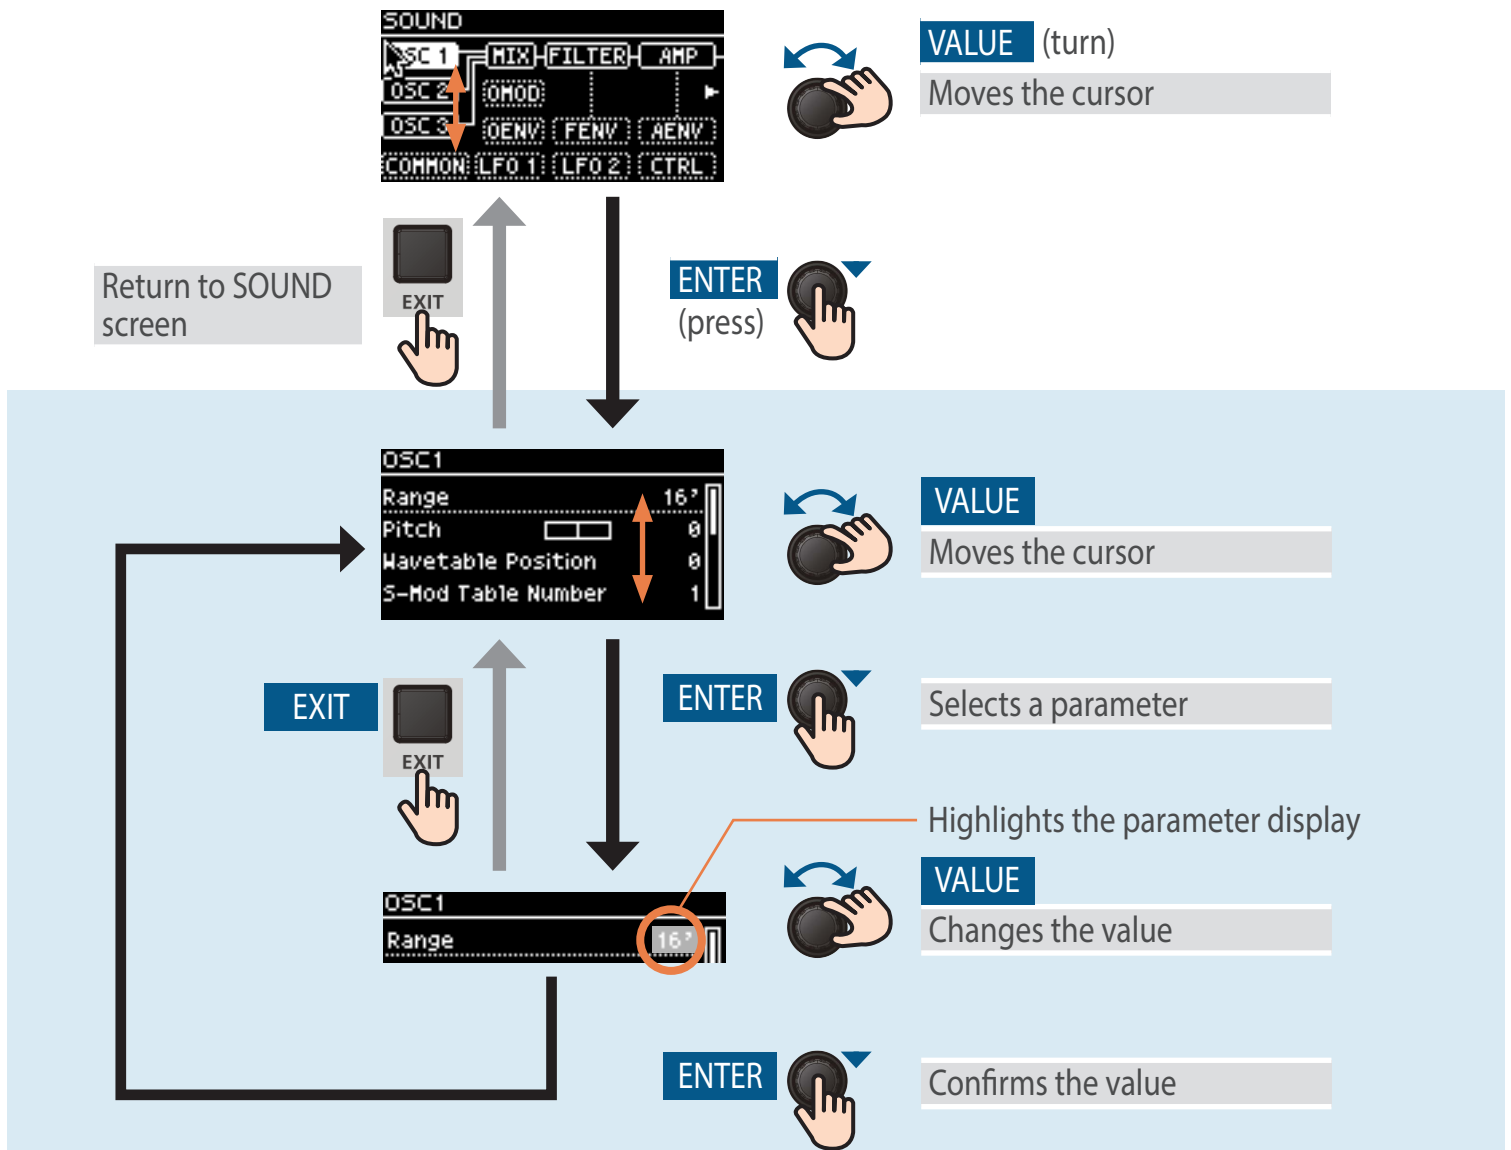 SOUND
OSC 1 MIX FILTER AMP
OSC 2 OMOD
OSC 3 OENV FENV AENV
COMMON LFO 1 LFO 2 CTRL
VALUE (turn)
Moves the cursor
Return to SOUND
screen
EXIT
ENTER
(press)
OSC1
Range 16'
Pitch 0
Wavetable Position 0
S-Mod Table Number 1
VALUE
Moves the cursor
EXIT
EXIT
ENTER
Selects a parameter
Highlights the parameter display
OSC1
Range 16'
VALUE
Changes the value
ENTER
Confirms the value